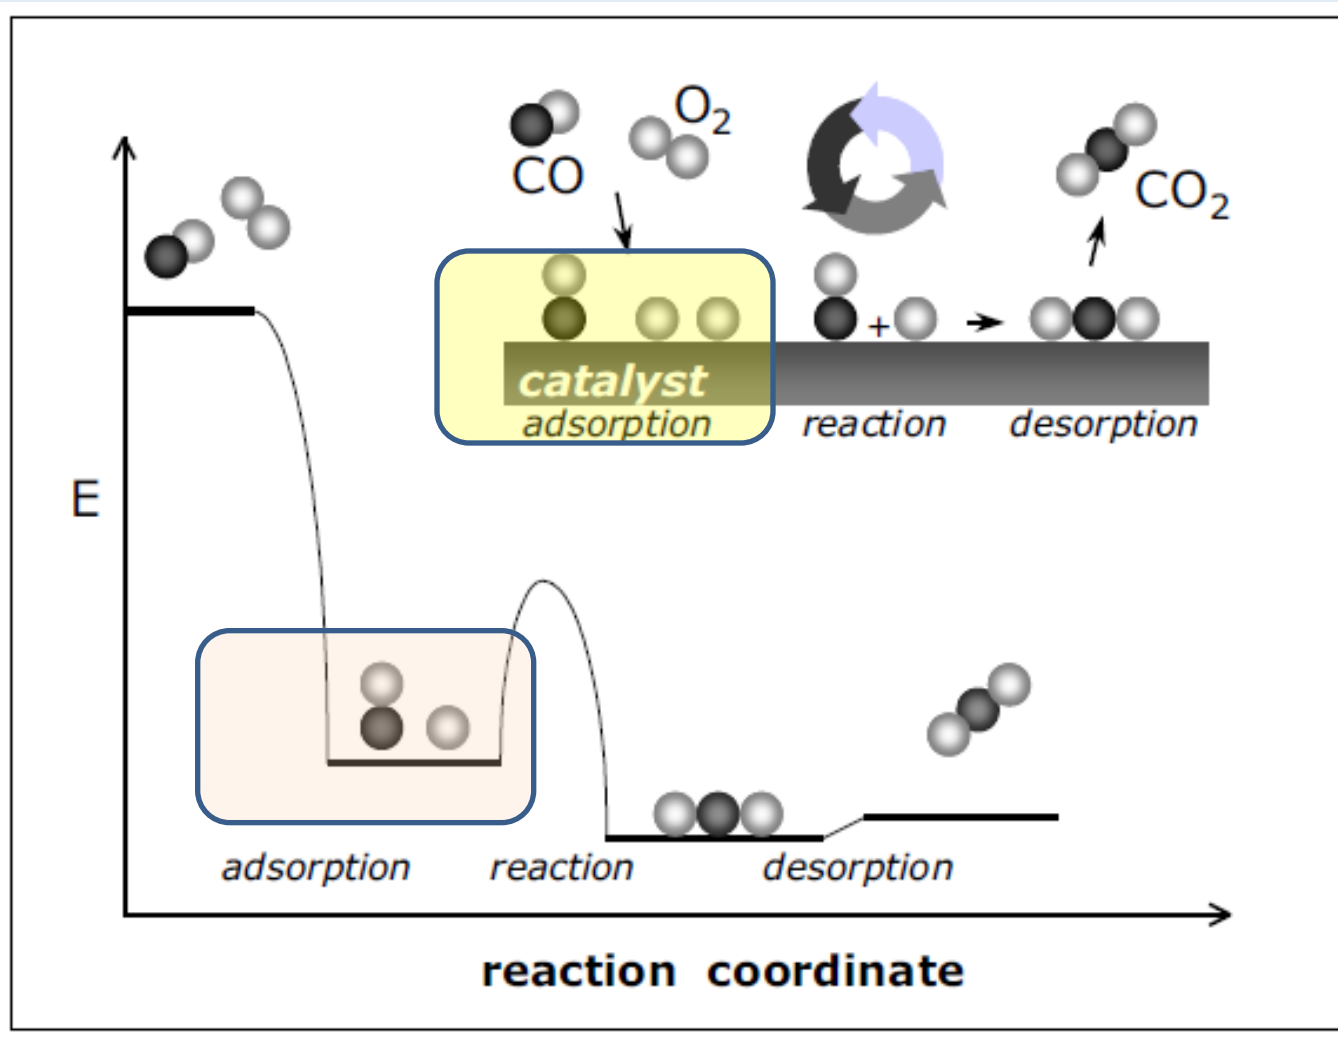 O₂
CO
CO₂
+
catalyst
adsorption reaction desorption
E
adsorption reaction desorption
reaction coordinate